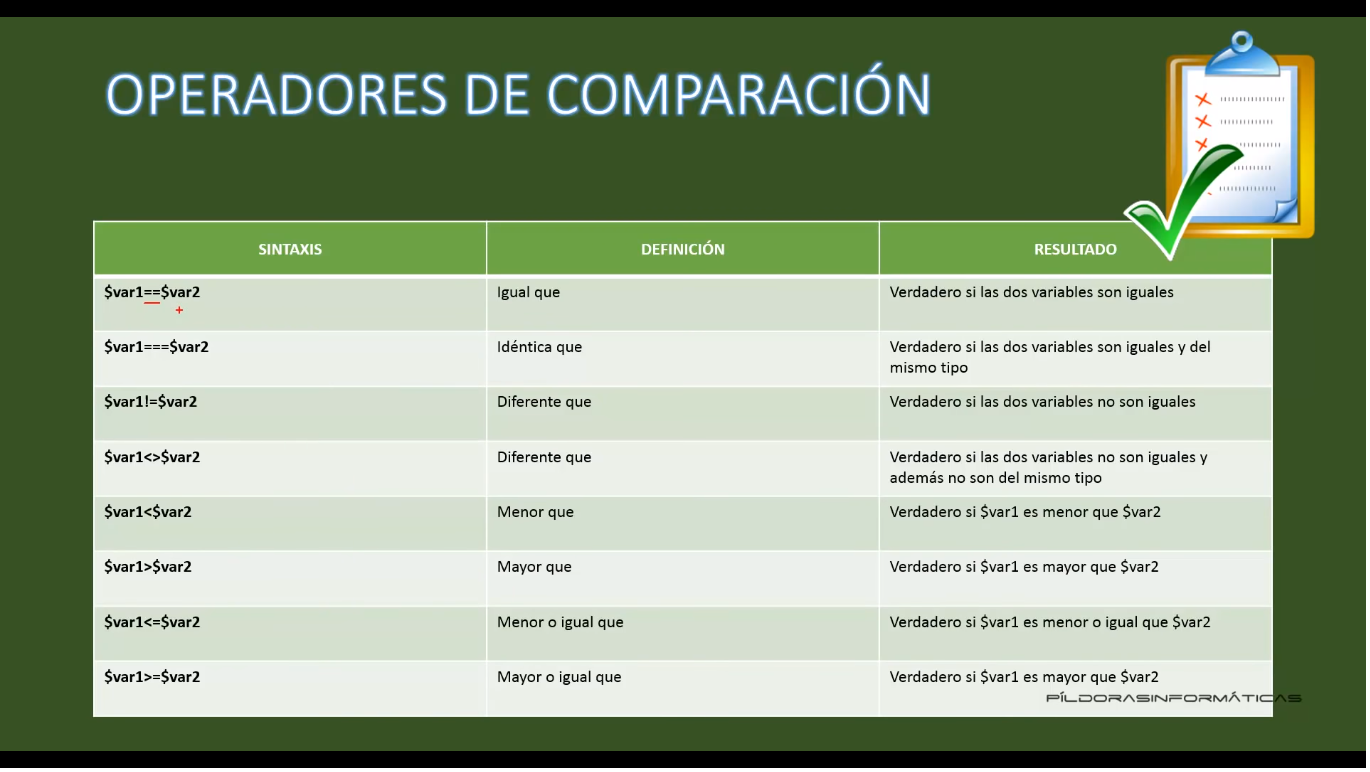 OPERADORES DE COMPARACIÓN
SINTAXIS DEFINICIÓN RESULTADO
$var1==$var2 Igual que Verdadero si las dos variables son iguales
$var1===$var2 Idéntica que Verdadero si las dos variables son iguales y del
mismo tipo
$var1!=$var2 Diferente que Verdadero si las dos variables no son iguales
$var1<>$var2 Diferente que Verdadero si las dos variables no son iguales y
además no son del mismo tipo
$var1<$var2 Menor que Verdadero si $var1 es menor que $var2
$var1>$var2 Mayor que Verdadero si $var1 es mayor que $var2
$var1<=$var2 Menor o igual que Verdadero si $var1 es menor o igual que $var2
$var1>=$var2 Mayor o igual que Verdadero si $var1 es mayor que $var2
PÍLDORASINFORMÁTICAS